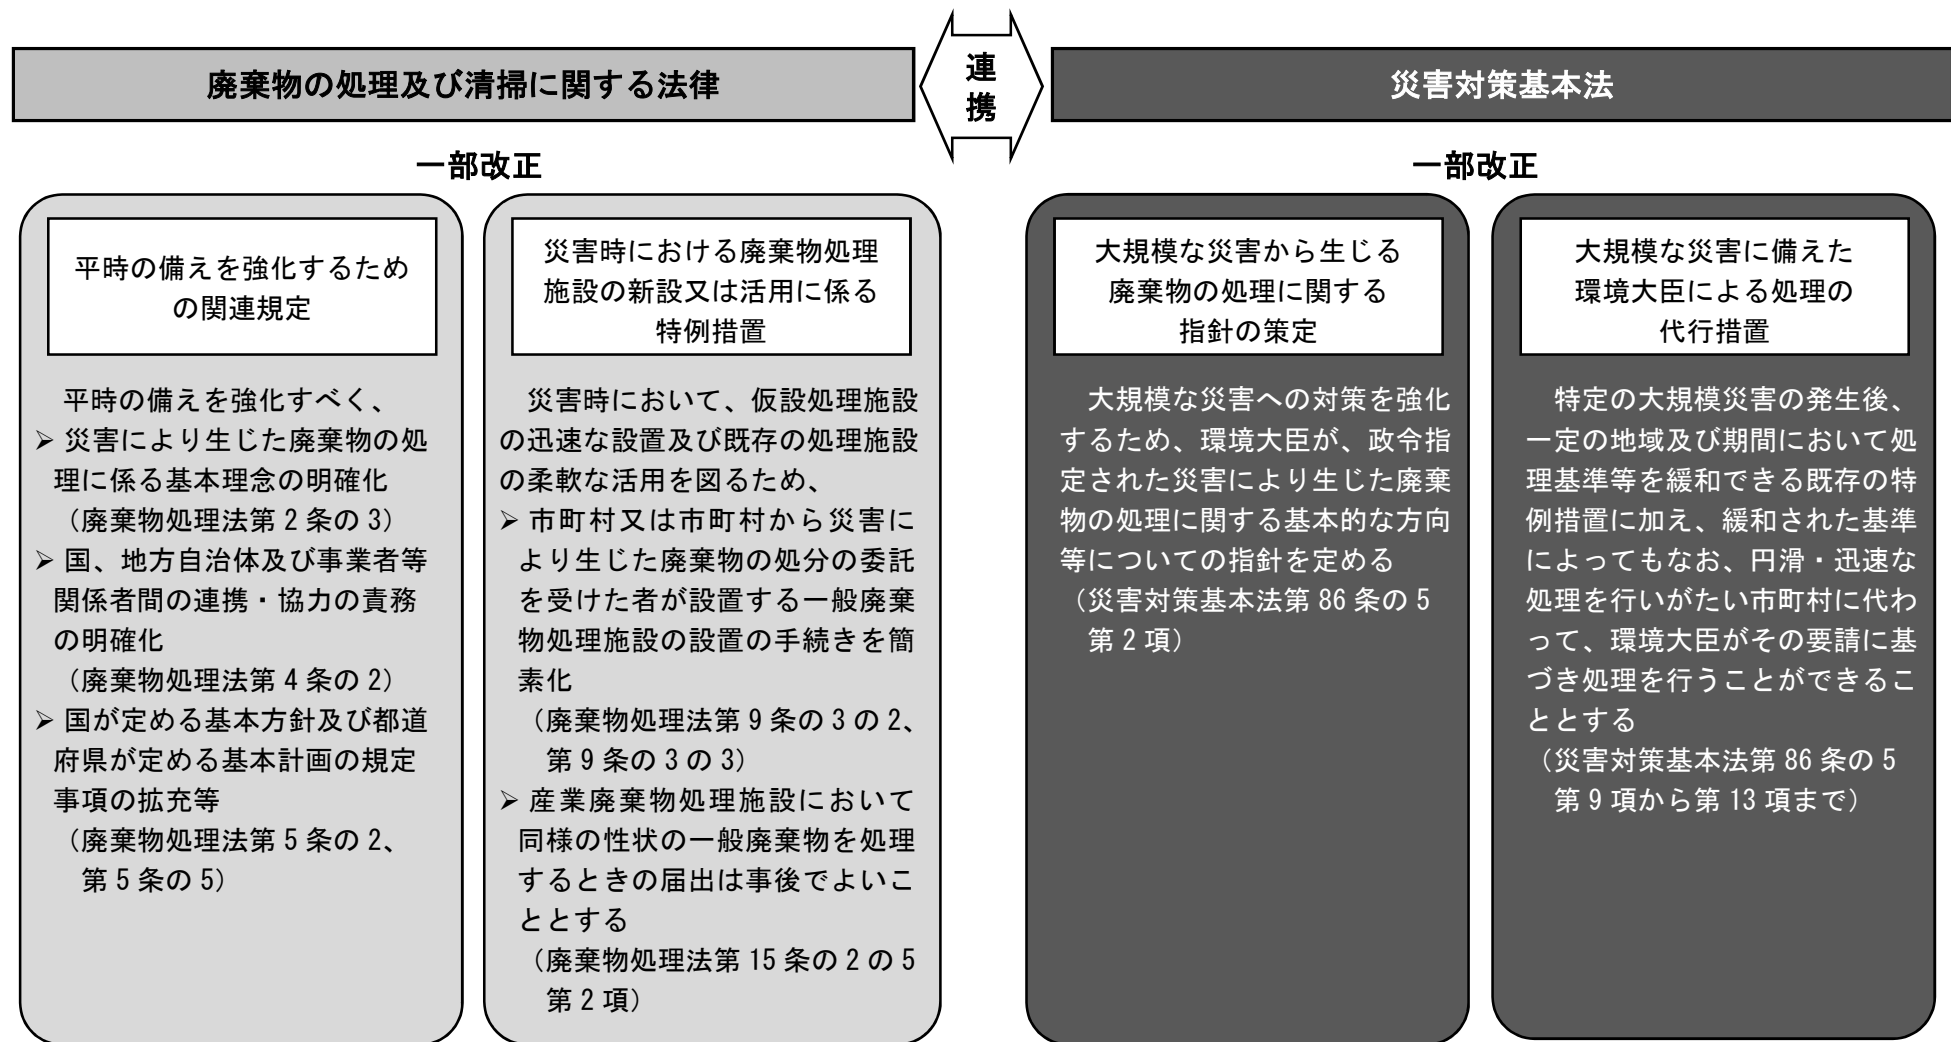 廃棄物の処理及び清掃に関する法律
連
携
災害対策基本法
一部改正
平時の備えを強化するため
の関連規定
平時の備えを強化すべく、
➢ 災害により生じた廃棄物の処
理に係る基本理念の明確化
（廃棄物処理法第 2 条の 3）
➢ 国、地方自治体及び事業者等
関係者間の連携・協力の責務
の明確化
（廃棄物処理法第 4 条の 2）
➢ 国が定める基本方針及び都道
府県が定める基本計画の規定
事項の拡充等
（廃棄物処理法第 5 条の 2、
第 5 条の 5）
災害時における廃棄物処理
施設の新設又は活用に係る
特例措置
災害時において、仮設処理施設
の迅速な設置及び既存の処理施設
の柔軟な活用を図るため、
➢ 市町村又は市町村から災害に
より生じた廃棄物の処分の委託
を受けた者が設置する一般廃棄
物処理施設の設置の手続きを簡
素化
（廃棄物処理法第 9 条の 3 の 2、
第 9 条の 3 の 3）
➢ 産業廃棄物処理施設において
同様の性状の一般廃棄物を処理
するときの届出は事後でよいこ
ととする
（廃棄物処理法第 15 条の 2 の 5
第 2 項）
一部改正
大規模な災害から生じる
廃棄物の処理に関する
指針の策定
大規模な災害への対策を強化
するため、環境大臣が、政令指
定された災害により生じた廃棄
物の処理に関する基本的な方向
等についての指針を定める
（災害対策基本法第 86 条の 5
第 2 項）
大規模な災害に備えた
環境大臣による処理の
代行措置
特定の大規模災害の発生後、
一定の地域及び期間において処
理基準等を緩和できる既存の特
例措置に加え、緩和された基準
によってもなお、円滑・迅速な
処理を行いがたい市町村に代わ
って、環境大臣がその要請に基
づき処理を行うことができるこ
ととする
（災害対策基本法第 86 条の 5
第 9 項から第 13 項まで）